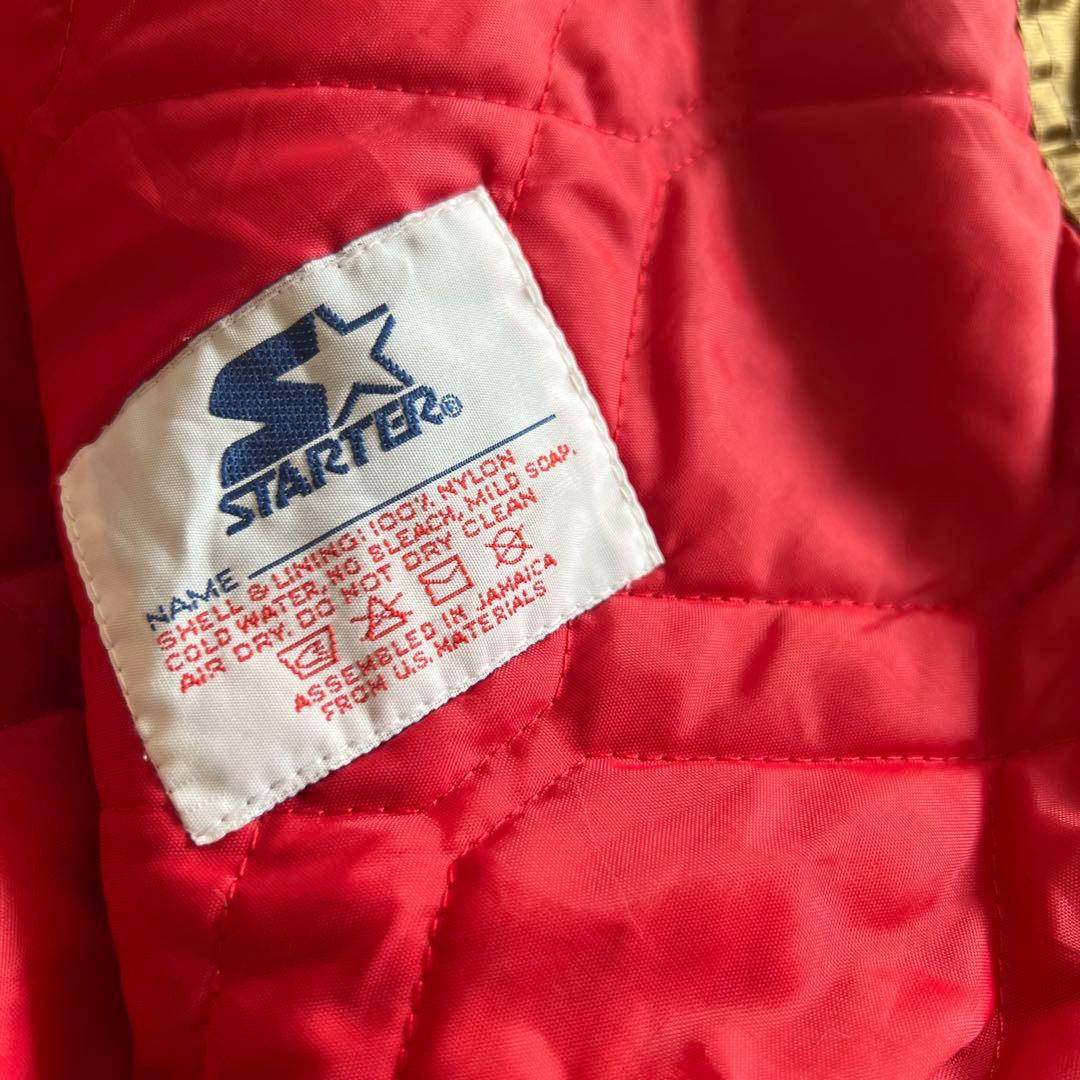 STARTER®
NAME
SHELL & LINING: 100% NYLON
COLD WATER, NO BLEACH, MILD SOAP,
AIR DRY. DO NOT DRY CLEAN
ASSEMBLED IN JAMAICA
FROM U.S. MATERIALS